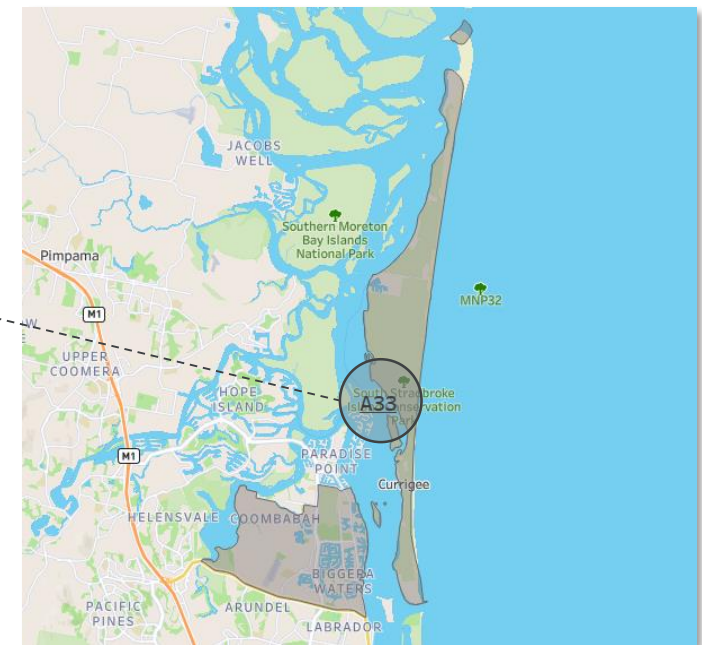 JACOBS
WELL
Southern Moreton
Bay Islands
National Park
Pimpama
MNP32
M1
UPPER
COOMERA
HOPE
ISLAND
A33
South Stradbroke
Island Conservation
Park
PARADISE
POINT
M1
Currigee
HELENSVALE
COOMBABAH
BIGGERA
WATERS
PACIFIC
PINES
ARUNDEL
LABRADOR